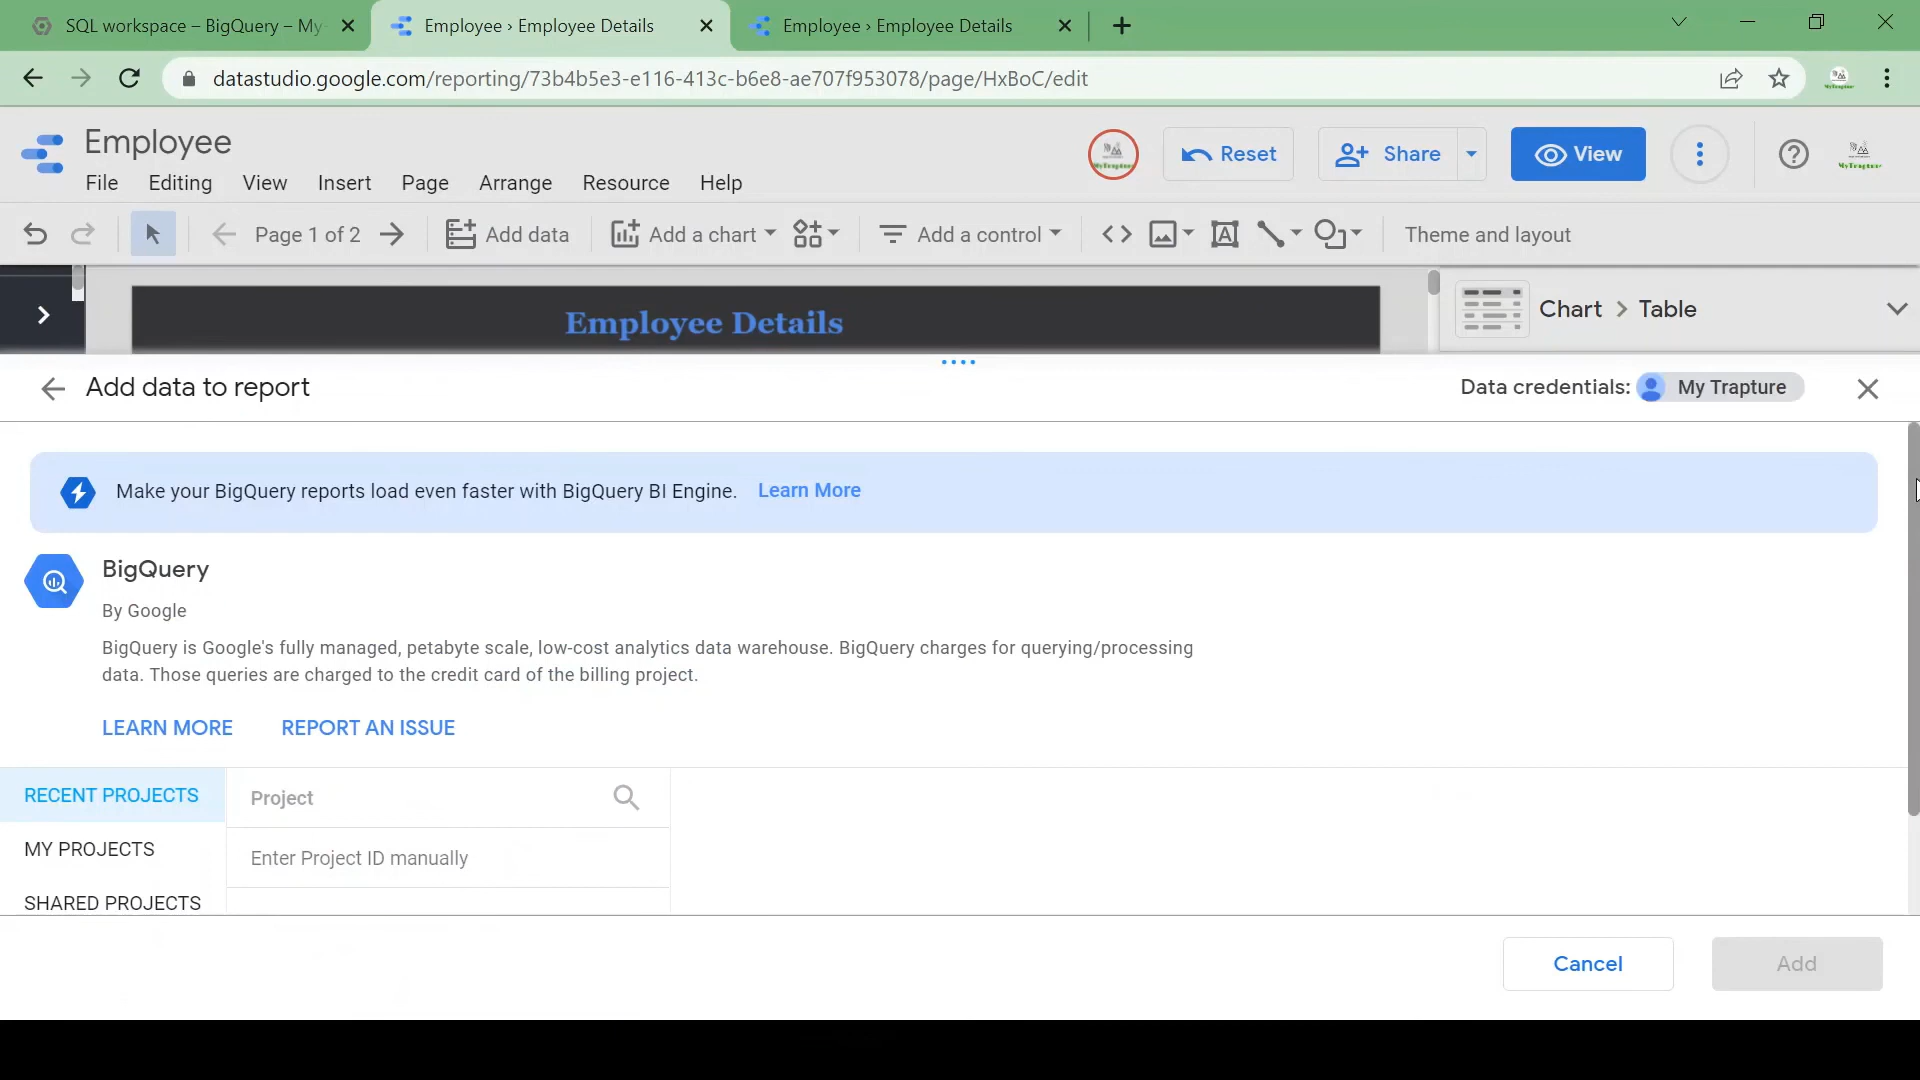 SQL workspace – BigQuery – My
Employee › Employee Details
Employee › Employee Details
datastudio.google.com/reporting/73b4b5e3-e116-413c-b6e8-ae707f953078/page/HxBoC/edit
Employee
Reset
Share
View
File Editing View Insert Page Arrange Resource Help
Page 1 of 2
Add data
Add a chart
Add a control
Theme and layout
Employee Details
Chart > Table
Add data to report
Data credentials: My Trapture
Make your BigQuery reports load even faster with BigQuery BI Engine. Learn More
BigQuery
By Google
BigQuery is Google's fully managed, petabyte scale, low-cost analytics data warehouse. BigQuery charges for querying/processing
data. Those queries are charged to the credit card of the billing project.
LEARN MORE REPORT AN ISSUE
RECENT PROJECTS
Project
MY PROJECTS
Enter Project ID manually
SHARED PROJECTS
Cancel
Add